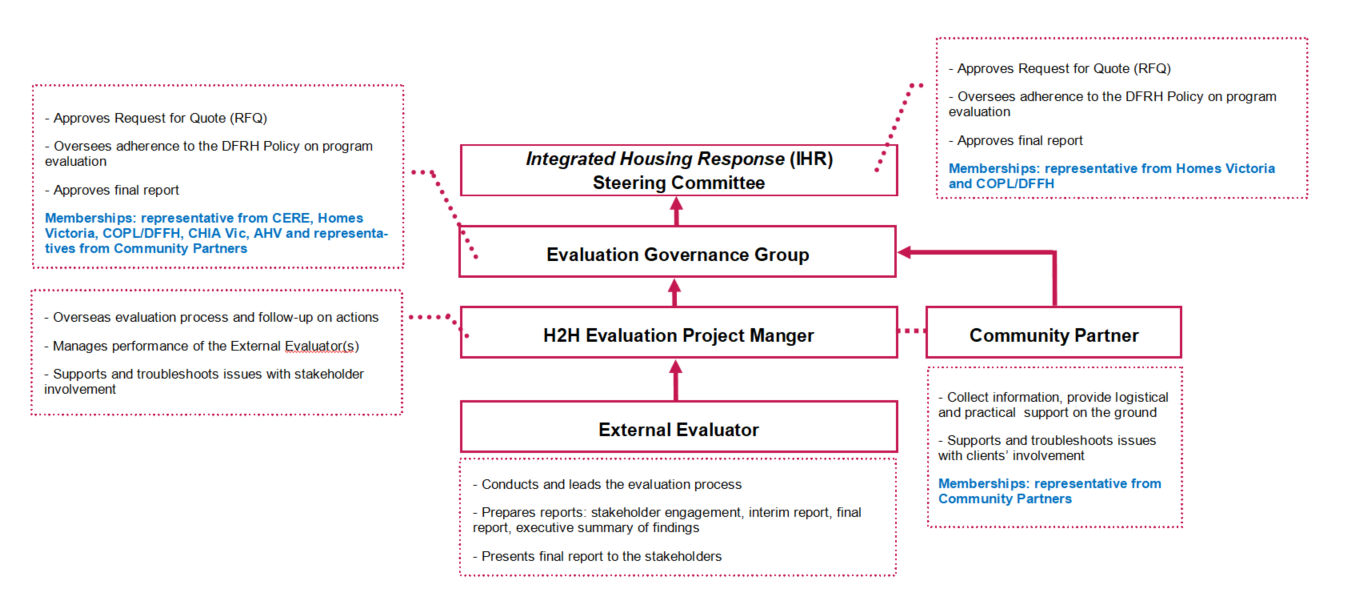 - Approves Request for Quote (RFQ)
- Oversees adherence to the DFRH Policy on program
evaluation
- Approves final report
Memberships: representative from Homes Victoria
and COPL/DFFH
Integrated Housing Response (IHR)
Steering Committee
- Approves Request for Quote (RFQ)
- Oversees adherence to the DFRH Policy on program
evaluation
- Approves final report
Memberships: representative from CERE, Homes
Victoria, COPL/DFFH, CHIA Vic, AHV and representa-
tives from Community Partners
Evaluation Governance Group
- Overseas evaluation process and follow-up on actions
- Manages performance of the External Evaluator(s)
- Supports and troubleshoots issues with stakeholder
involvement
H2H Evaluation Project Manger
Community Partner
- Collect information, provide logistical
and practical  support on the ground
- Supports and troubleshoots issues
with clients’ involvement
Memberships: representative from
Community Partners
External Evaluator
- Conducts and leads the evaluation process
- Prepares reports: stakeholder engagement, interim report, final
report, executive summary of findings
- Presents final report to the stakeholders